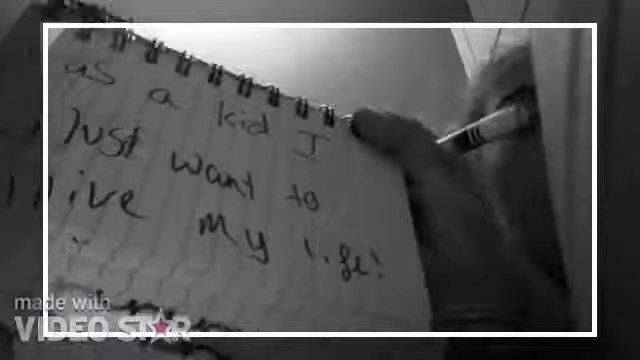 as a kid I
Just want to
live my life!
made with
VIDEO STAR